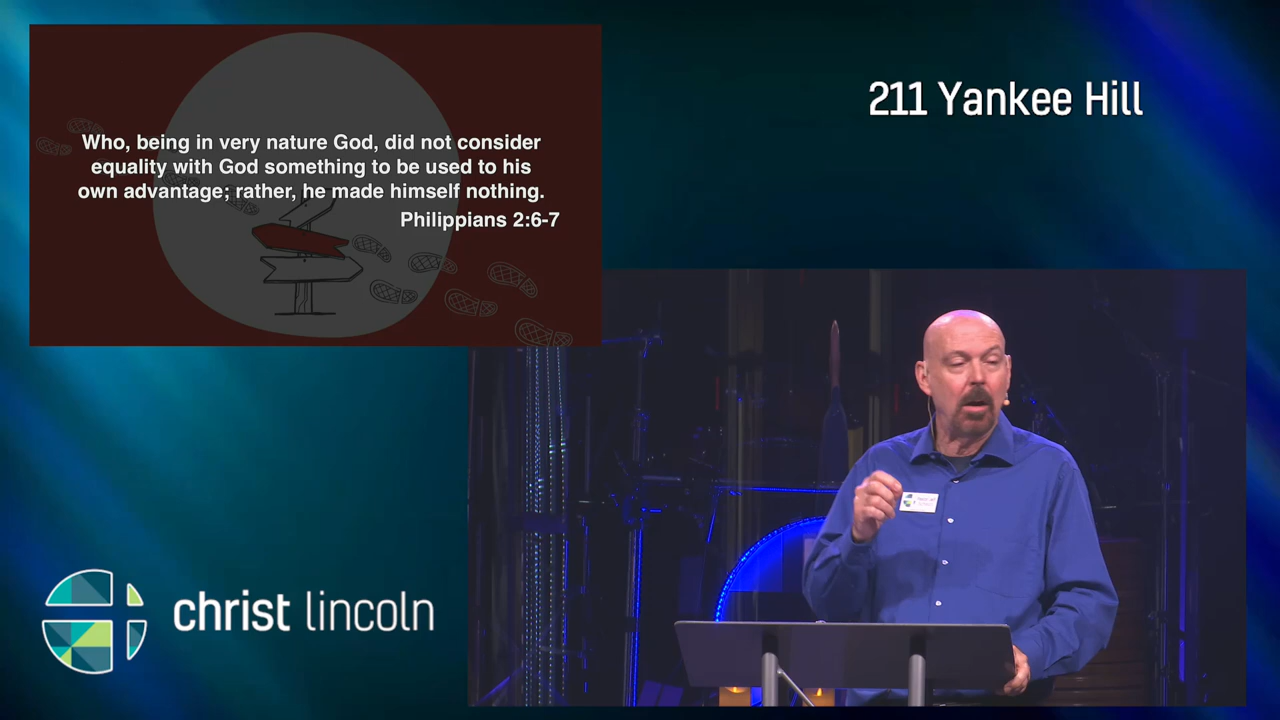 Who, being in very nature God, did not consider
equality with God something to be used to his
own advantage; rather, he made himself nothing.
Philippians 2:6-7
211 Yankee Hill
christ lincoln